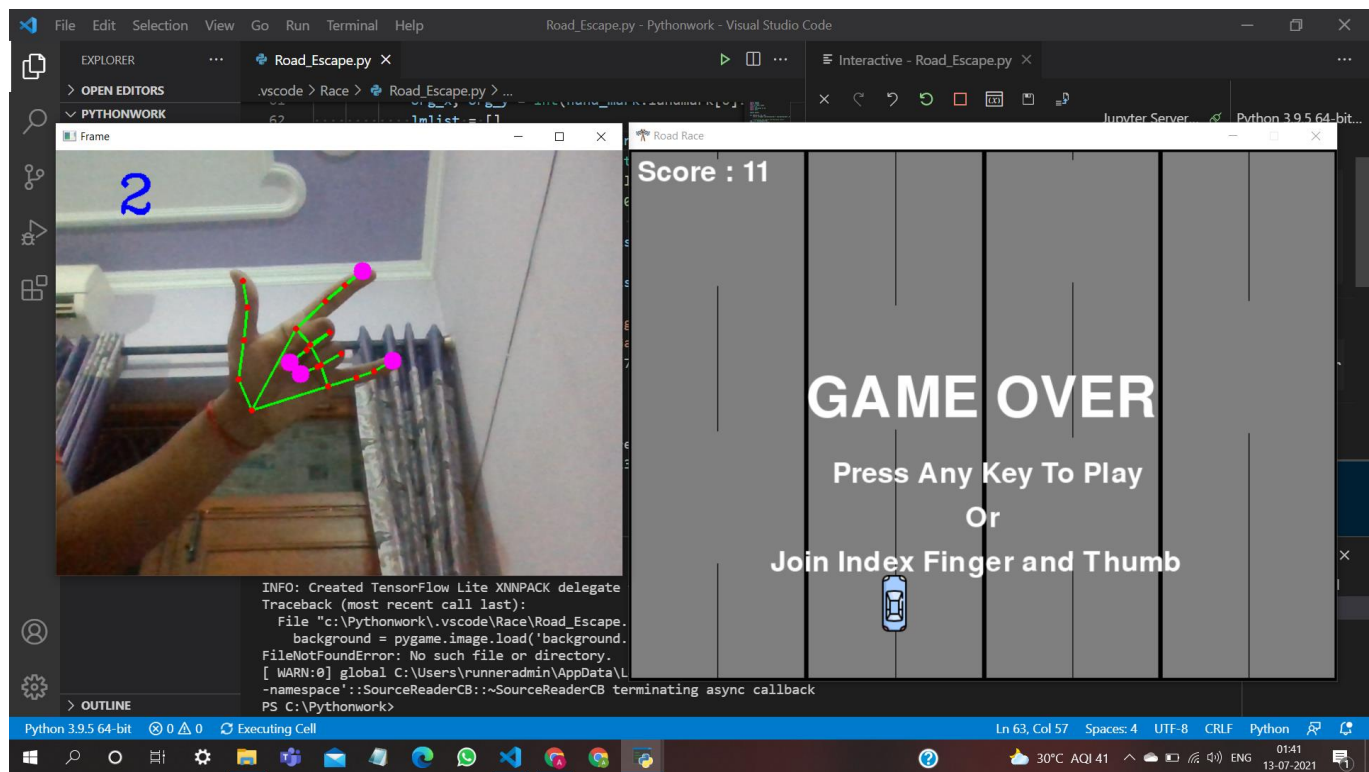 File Edit Selection View Go Run Terminal Help
Road_Escape.py - Pythonwork - Visual Studio Code
EXPLORER
Road_Escape.py
Interactive - Road_Escape.py
OPEN EDITORS
.vscode > Race > Road_Escape.py > ...
PYTHONWORK
62 lmlist = []
Jupyter Server...
Python 3.9.5 64-bit...
Frame
2
Road Race
Score : 11
GAME OVER
Press Any Key To Play
Or
Join Index Finger and Thumb
INFO: Created TensorFlow Lite XNNPACK delegate
Traceback (most recent call last):
File "c:\Pythonwork\.vscode\Race\Road_Escape.
background = pygame.image.load('background.
FileNotFoundError: No such file or directory.
[ WARN:0] global C:\Users\runneradmin\AppData\L
-namespace'::SourceReaderCB::~SourceReaderCB terminating async callback
PS C:\Pythonwork>
OUTLINE
Python 3.9.5 64-bit 0 0 Executing Cell
Ln 63, Col 57 Spaces: 4 UTF-8 CRLF Python
30°C AQI 41 ENG
01:41
13-07-2021
1